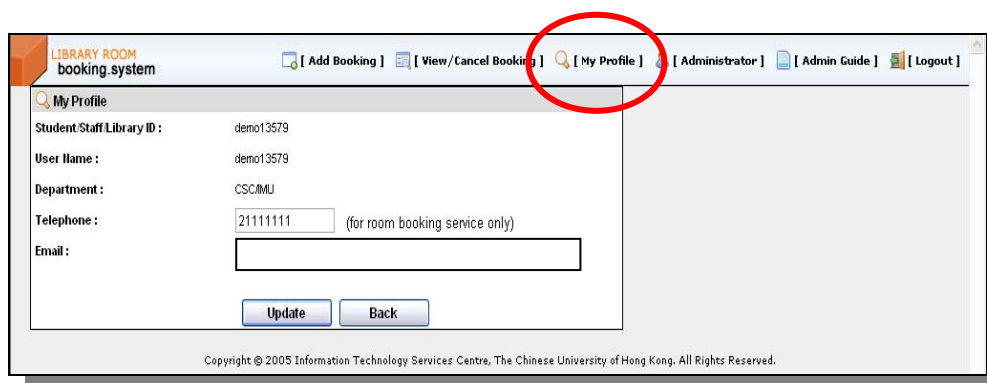 LIBRARY ROOM
booking.system
[ Add Booking ] [ View/Cancel Booking ] [ My Profile ] [ Administrator ] [ Admin Guide ] [ Logout ]
My Profile
Student/Staff/Library ID : demo13579
User Name : demo13579
Department : CSC/IMU
Telephone : 21111111 (for room booking service only)
Email :
Update Back
Copyright © 2005 Information Technology Services Centre, The Chinese University of Hong Kong. All Rights Reserved.